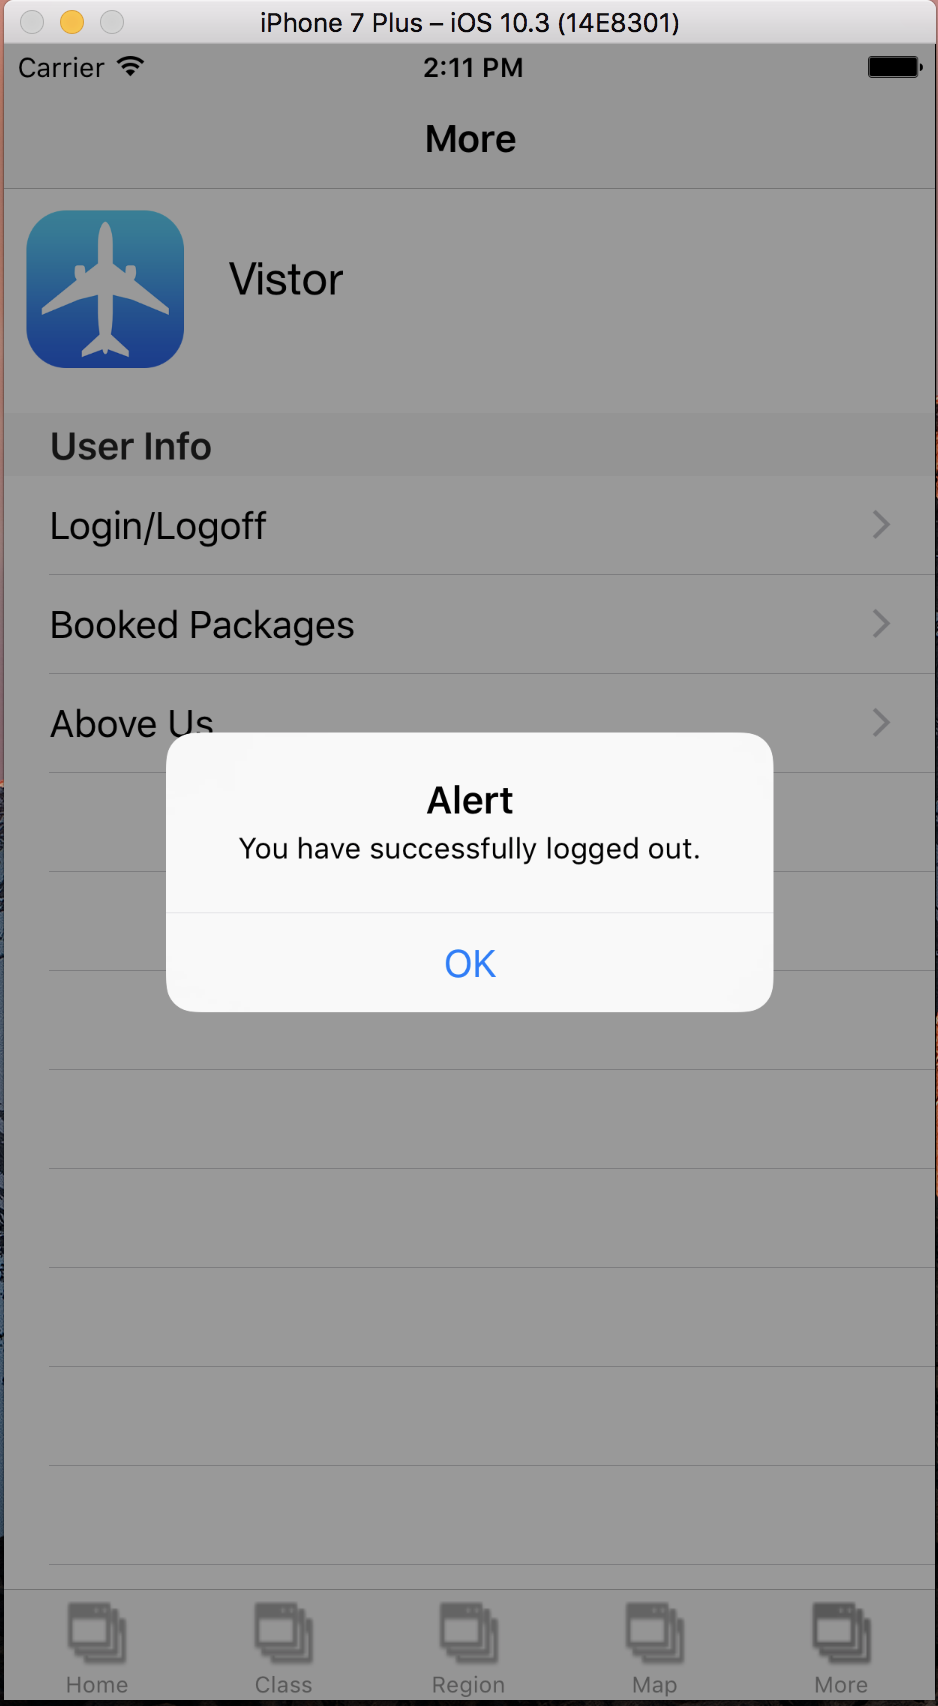 iPhone 7 Plus – iOS 10.3 (14E8301)
Carrier 2:11 PM
More
Vistor
User Info
Login/Logoff
Booked Packages
Above Us
Alert
You have successfully logged out.
OK
Home Class Region Map More